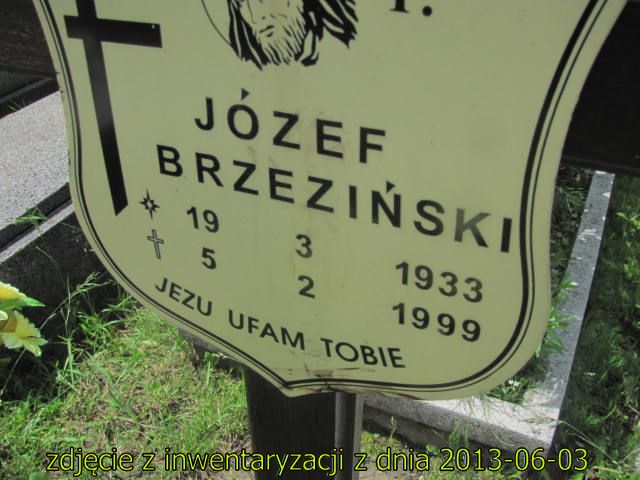 P.
JÓZEF
BRZEZIŃSKI
19 3 1933
5 2 1999
JEZU UFAM TOBIE
zdjęcie z inwentaryzacji z dnia 2013-06-03